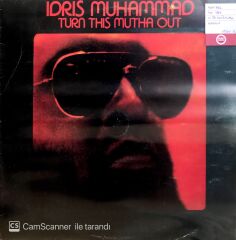 IDRIS MUHAMMAD
TURN THIS MUTHA OUT
CS CamScanner ile tarandı